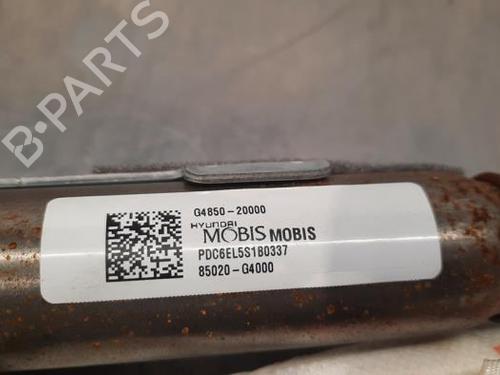 B-PARTS
G4850-20000
HYUNDAI
MOBIS MOBIS
PDC6EL5S1B0337
85020-G4000